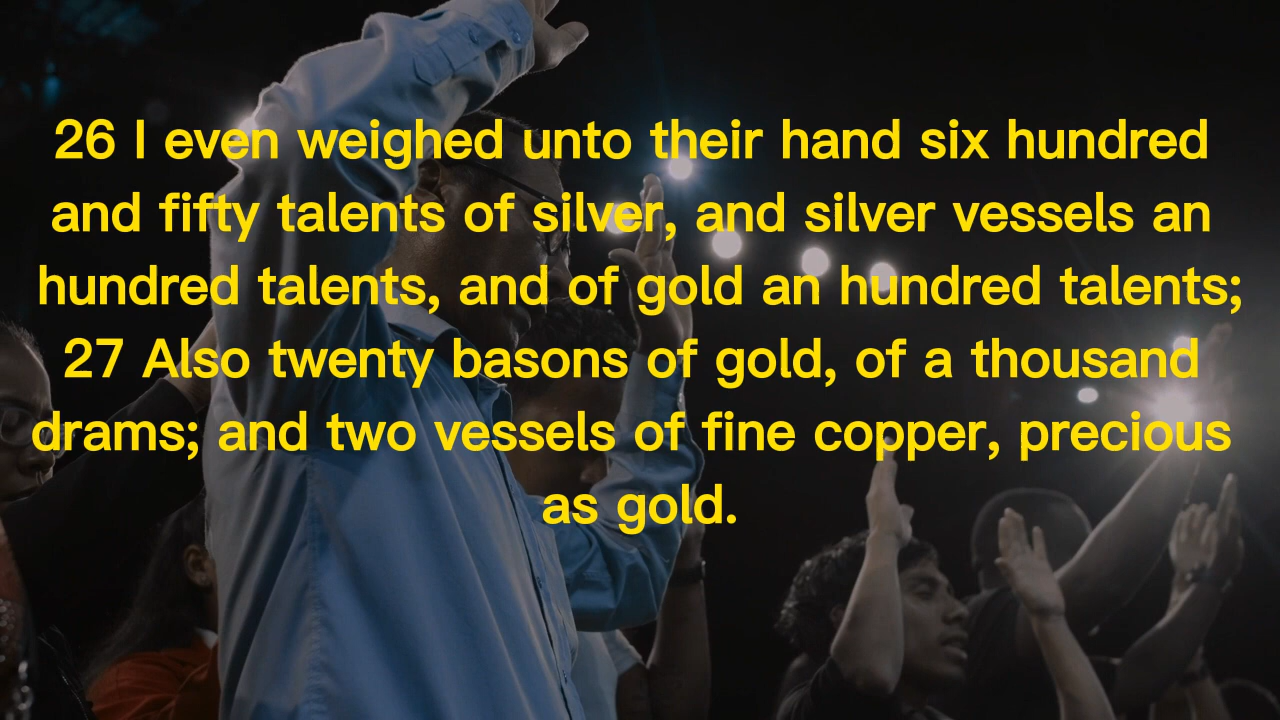 26 I even weighed unto their hand six hundred
and fifty talents of silver, and silver vessels an
hundred talents, and of gold an hundred talents;
27 Also twenty basons of gold, of a thousand
drams; and two vessels of fine copper, precious
as gold.